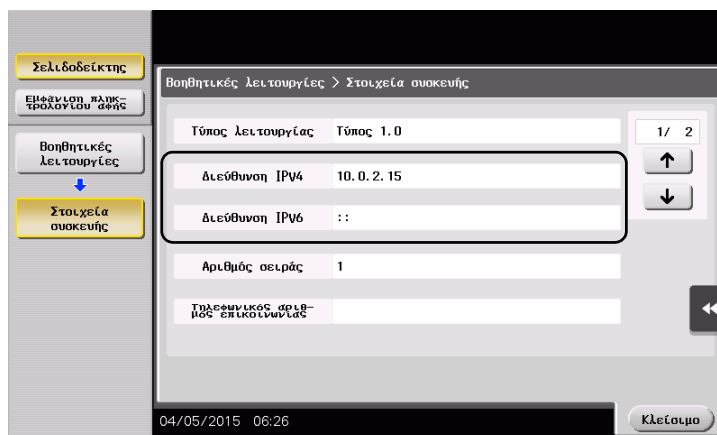 Σελιδοδείκτης
Εμφάνιση πληκ-
τρολογίου αφής
Βοηθητικές
λειτουργίες
Στοιχεία
συσκευής
Βοηθητικές λειτουργίες > Στοιχεία συσκευής
Τύπος λειτουργίας Τύπος 1.0
1/ 2
Διεύθυνση IPV4 10.0.2.15
Διεύθυνση IPV6 ::
Αριθμός σειράς 1
Τηλεφωνικός αριθ-
μός επικοινωνίας
04/05/2015 06:26
Κλείσιμο